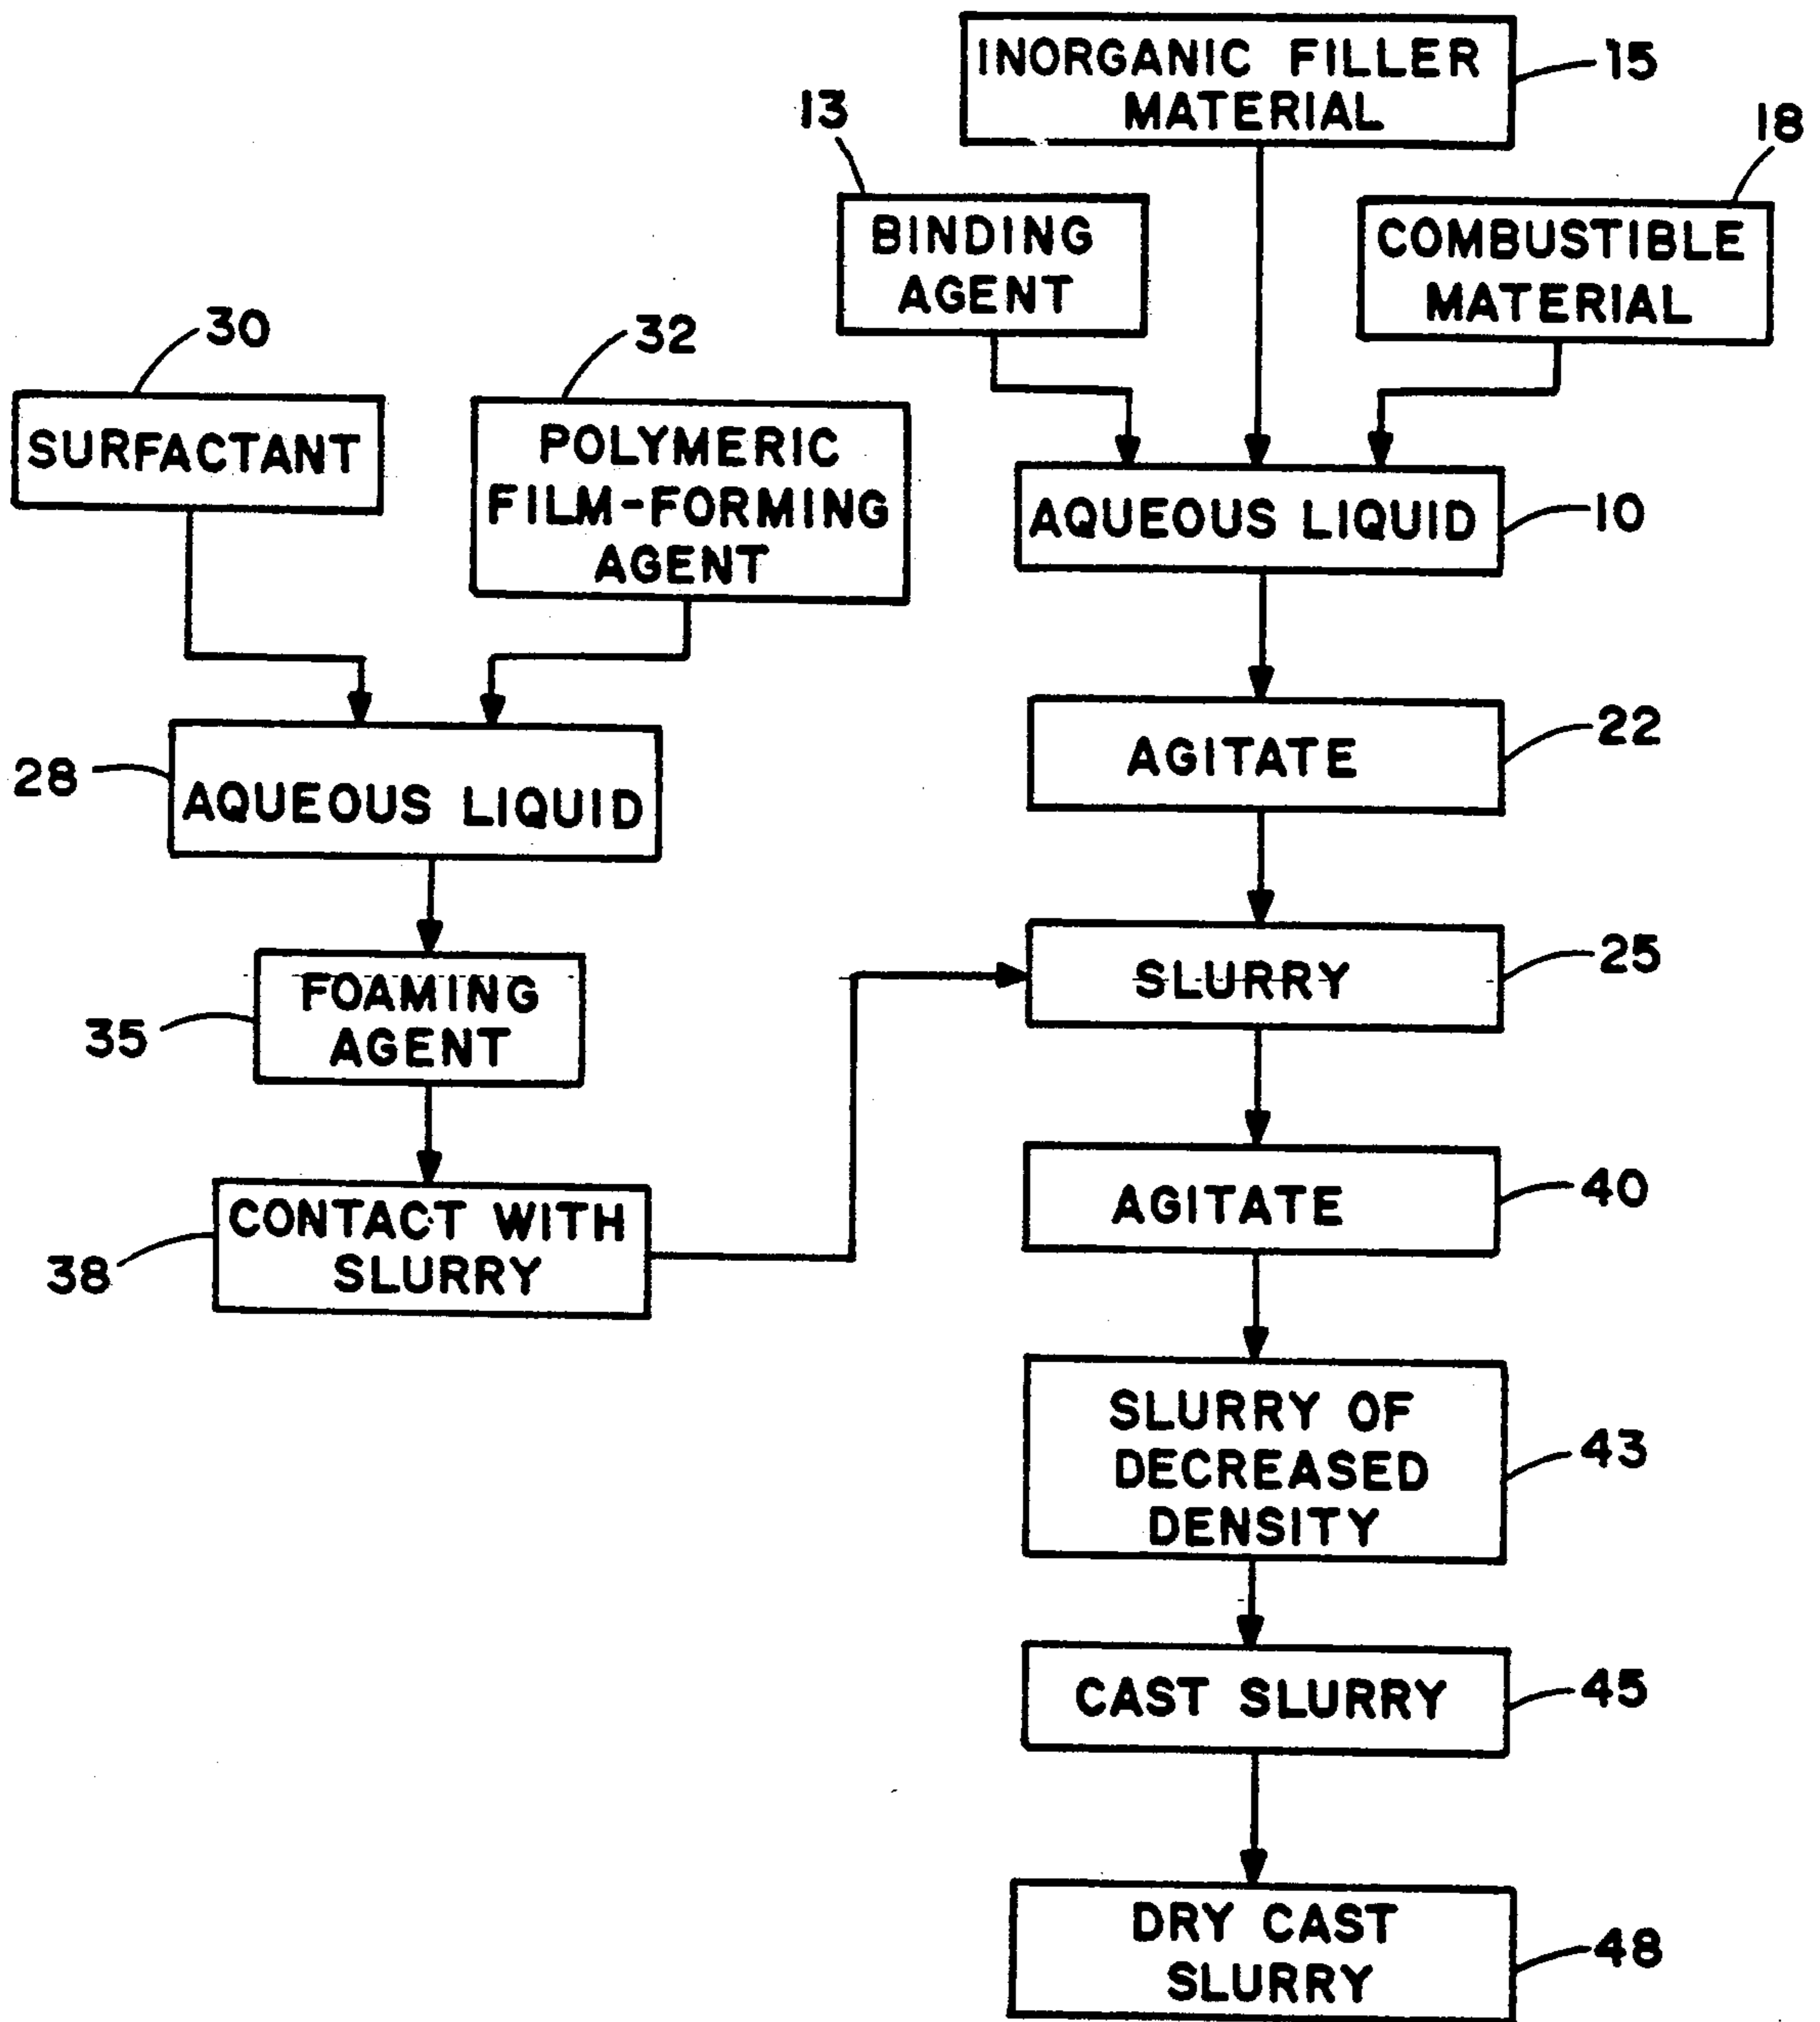 INORGANIC FILLER
MATERIAL
15
13
18
BINDING
AGENT
COMBUSTIBLE
MATERIAL
30
32
SURFACTANT
POLYMERIC
FILM-FORMING
AGENT
AQUEOUS LIQUID
10
28
AQUEOUS LIQUID
AGITATE
22
35
FOAMING
AGENT
SLURRY
25
38
CONTACT WITH
SLURRY
AGITATE
40
SLURRY OF
DECREASED
DENSITY
43
CAST SLURRY
45
DRY CAST
SLURRY
48